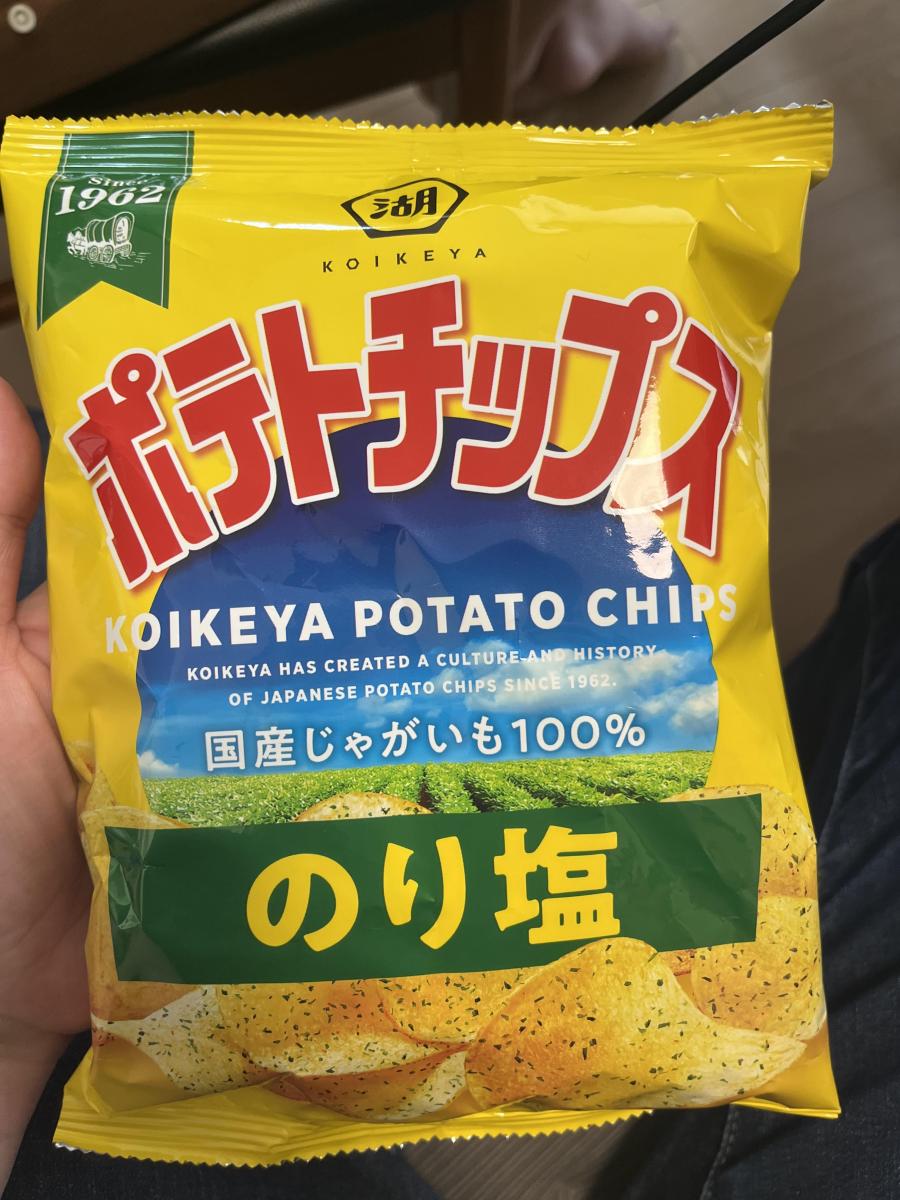 Since
1962
湖
KOIKEYA
ポテトチップス
KOIKEYA POTATO CHIPS
KOIKEYA HAS CREATED A CULTURE AND HISTORY
OF JAPANESE POTATO CHIPS SINCE 1962.
国産じゃがいも100%
のり塩